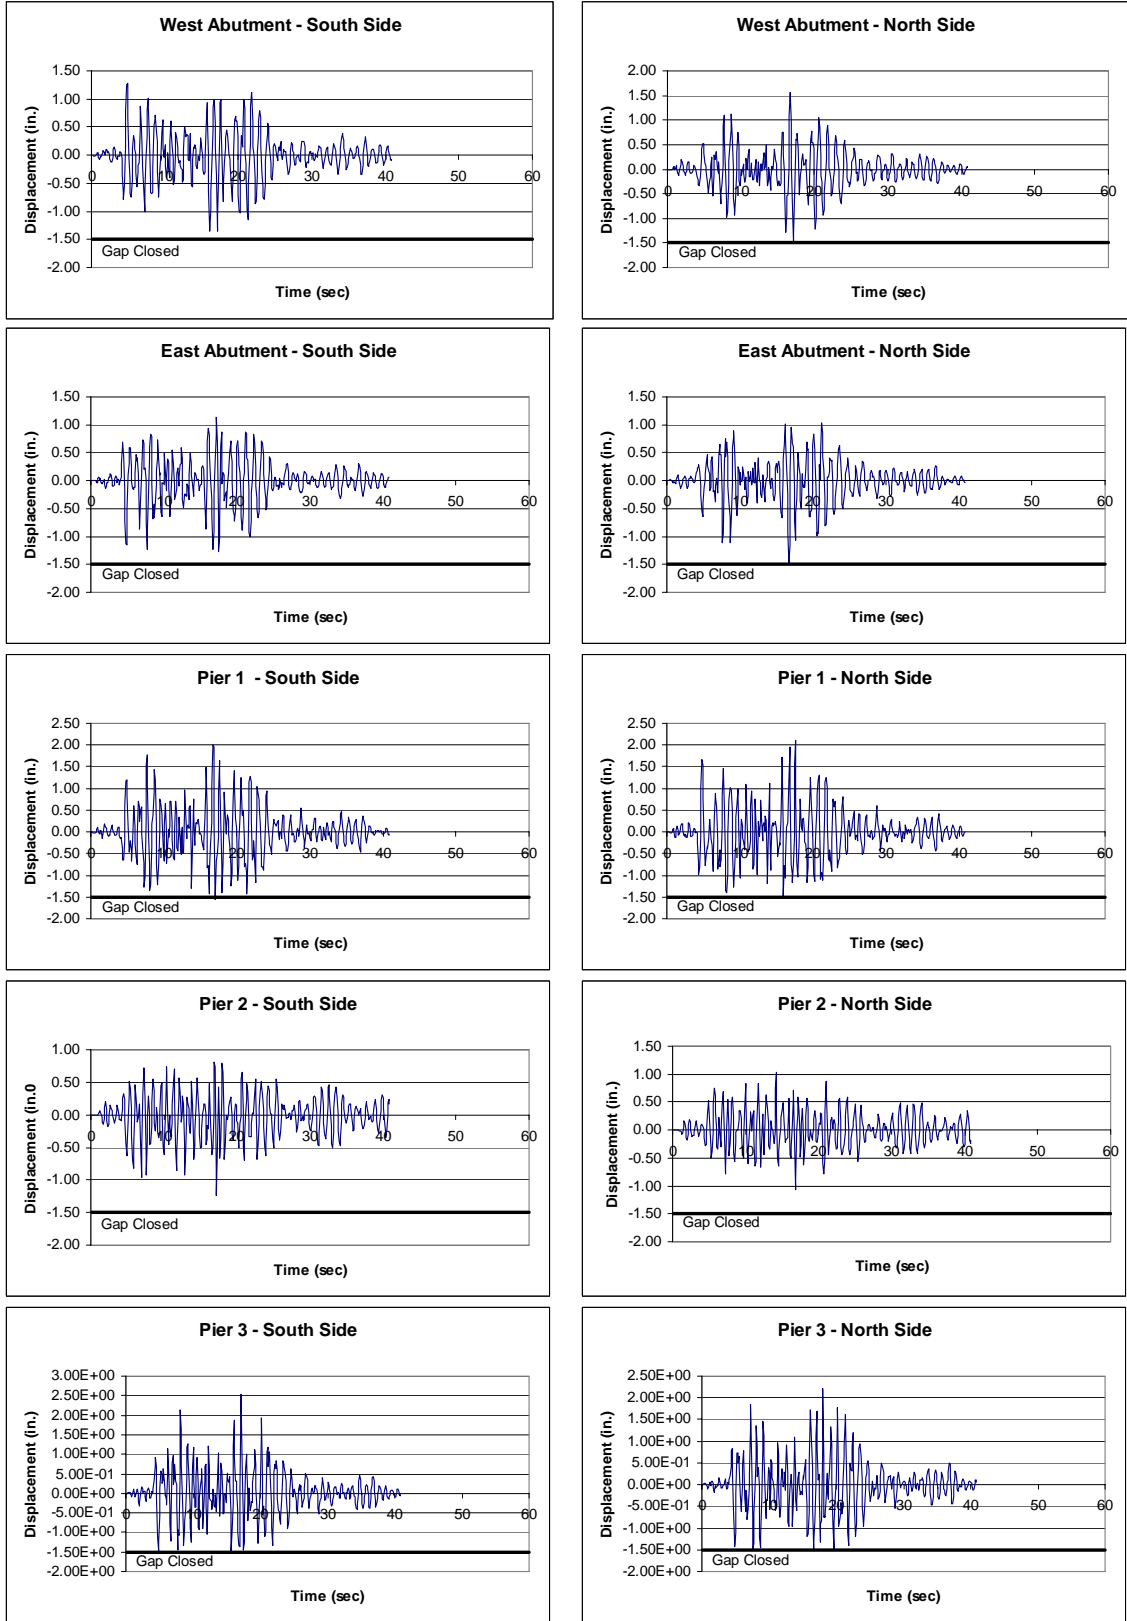 West Abutment - South Side
1.50
1.00
0.50
0.00
-0.50
-1.00
-1.50
-2.00
0 10 20 30 40 50 60
Displacement (in.)
Gap Closed
Time (sec)
West Abutment - North Side
2.00
1.50
1.00
0.50
0.00
-0.50
-1.00
-1.50
-2.00
0 10 20 30 40 50 60
Displacement (in.)
Gap Closed
Time (sec)
East Abutment - South Side
1.50
1.00
0.50
0.00
-0.50
-1.00
-1.50
-2.00
0 10 20 30 40 50 60
Displacement (in.)
Gap Closed
Time (sec)
East Abutment - North Side
1.50
1.00
0.50
0.00
-0.50
-1.00
-1.50
-2.00
0 10 20 30 40 50 60
Displacement (in.)
Gap Closed
Time (sec)
Pier 1 - South Side
2.50
2.00
1.50
1.00
0.50
0.00
-0.50
-1.00
-1.50
-2.00
0 10 20 30 40 50 60
Displacement (in.)
Gap Closed
Time (sec)
Pier 1 - North Side
2.50
2.00
1.50
1.00
0.50
0.00
-0.50
-1.00
-1.50
-2.00
0 10 20 30 40 50 60
Displacement (in.)
Gap Closed
Time (sec)
Pier 2 - South Side
1.00
0.50
0.00
-0.50
-1.00
-1.50
-2.00
0 10 20 30 40 50 60
Displacement (in.0
Gap Closed
Time (sec)
Pier 2 - North Side
1.50
1.00
0.50
0.00
-0.50
-1.00
-1.50
-2.00
0 10 20 30 40 50 60
Displacement (in.)
Gap Closed
Time (sec)
Pier 3 - South Side
3.00E+00
2.50E+00
2.00E+00
1.50E+00
1.00E+00
5.00E-01
0.00E+00
-5.00E-01
-1.00E+00
-1.50E+00
-2.00E+00
0 10 20 30 40 50 60
Displacement (in.)
Gap Closed
Time (sec)
Pier 3 - North Side
2.50E+00
2.00E+00
1.50E+00
1.00E+00
5.00E-01
0.00E+00
-5.00E-01
-1.00E+00
-1.50E+00
-2.00E+00
0 10 20 30 40 50 60
Displacement (in.)
Gap Closed
Time (sec)